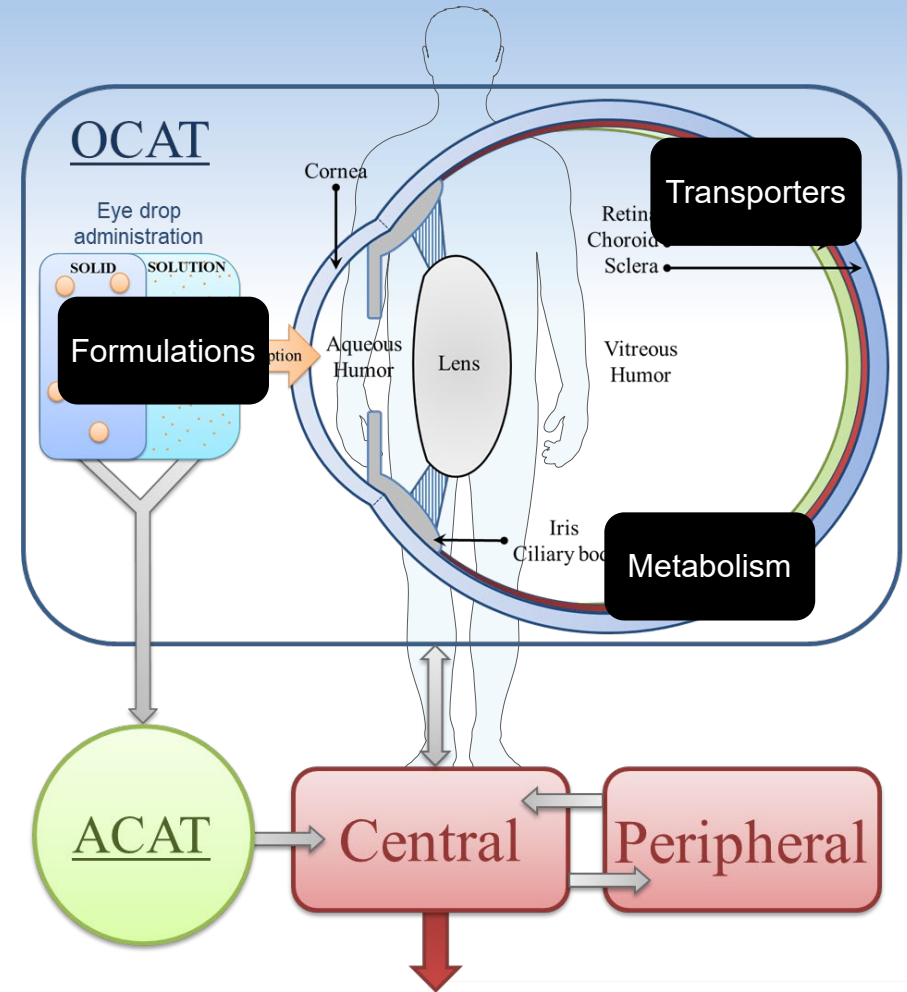 OCAT
Eye drop
administration
SOLID
SOLUTION
Formulations
Cornea
Aqueous
Humor
Lens
Vitreous
Humor
Transporters
Retina
Choroid
Sclera
Iris
Ciliary
Metabolism
ACAT
Central
Peripheral